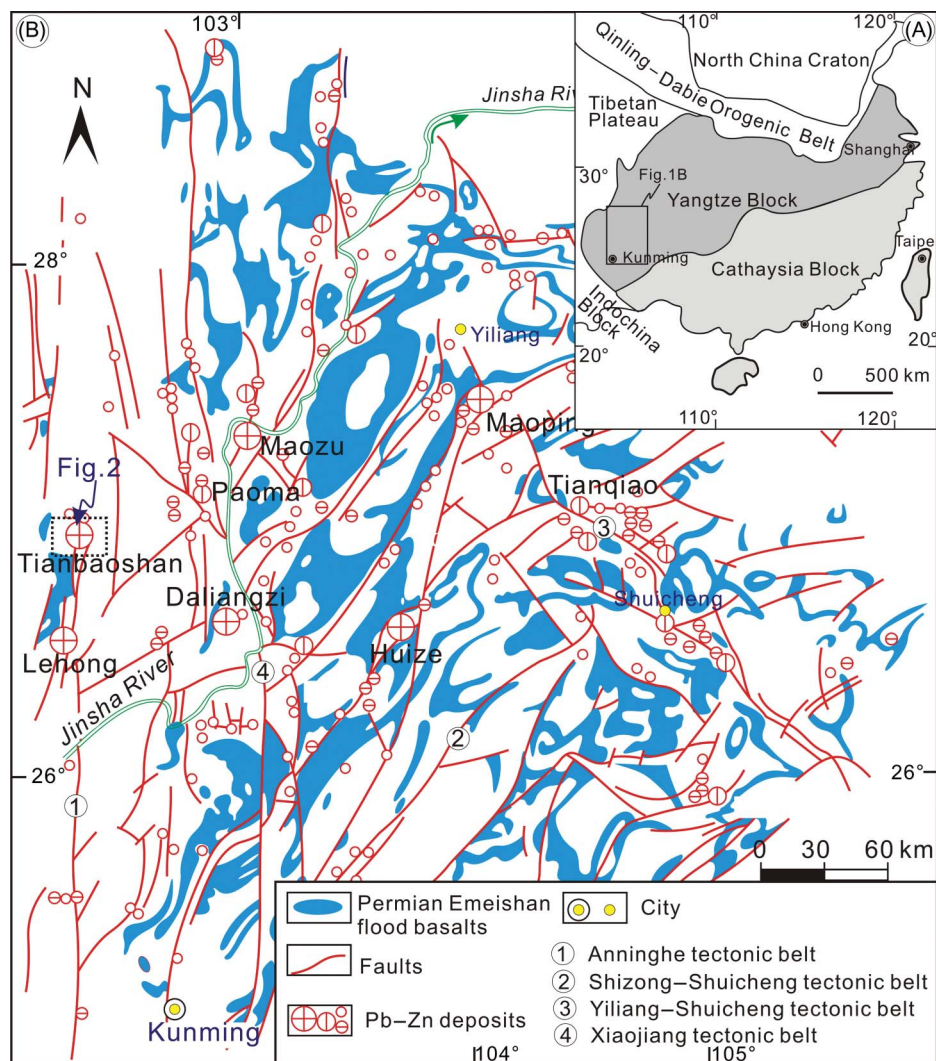 (B)
103°
N
Jinsha River
28°
Yiliang
Maoping
Maozu
Fig.2
Paoma
Tianqiao
3
Tianbaoshan
Daliangzi
Shuicheng
Lehong
Huize
4
Jinsha River
2
26°
26°
1
0 30 60 km
Kunming
104°
105°
(A)
110°
120°
Qinling-Dabie Orogenic Belt
North China Craton
Tibetan
Plateau
Shanghai
30°
Fig.1B
Yangtze Block
Kunming
Taipei
Cathaysia Block
Indochina
Block
Hong Kong
20°
20°
0 500 km
110°
120°
Permian Emeishan
flood basalts
City
Faults
Pb–Zn deposits
1 Anninghe tectonic belt
2 Shizong–Shuicheng tectonic belt
3 Yiliang–Shuicheng tectonic belt
4 Xiaojiang tectonic belt